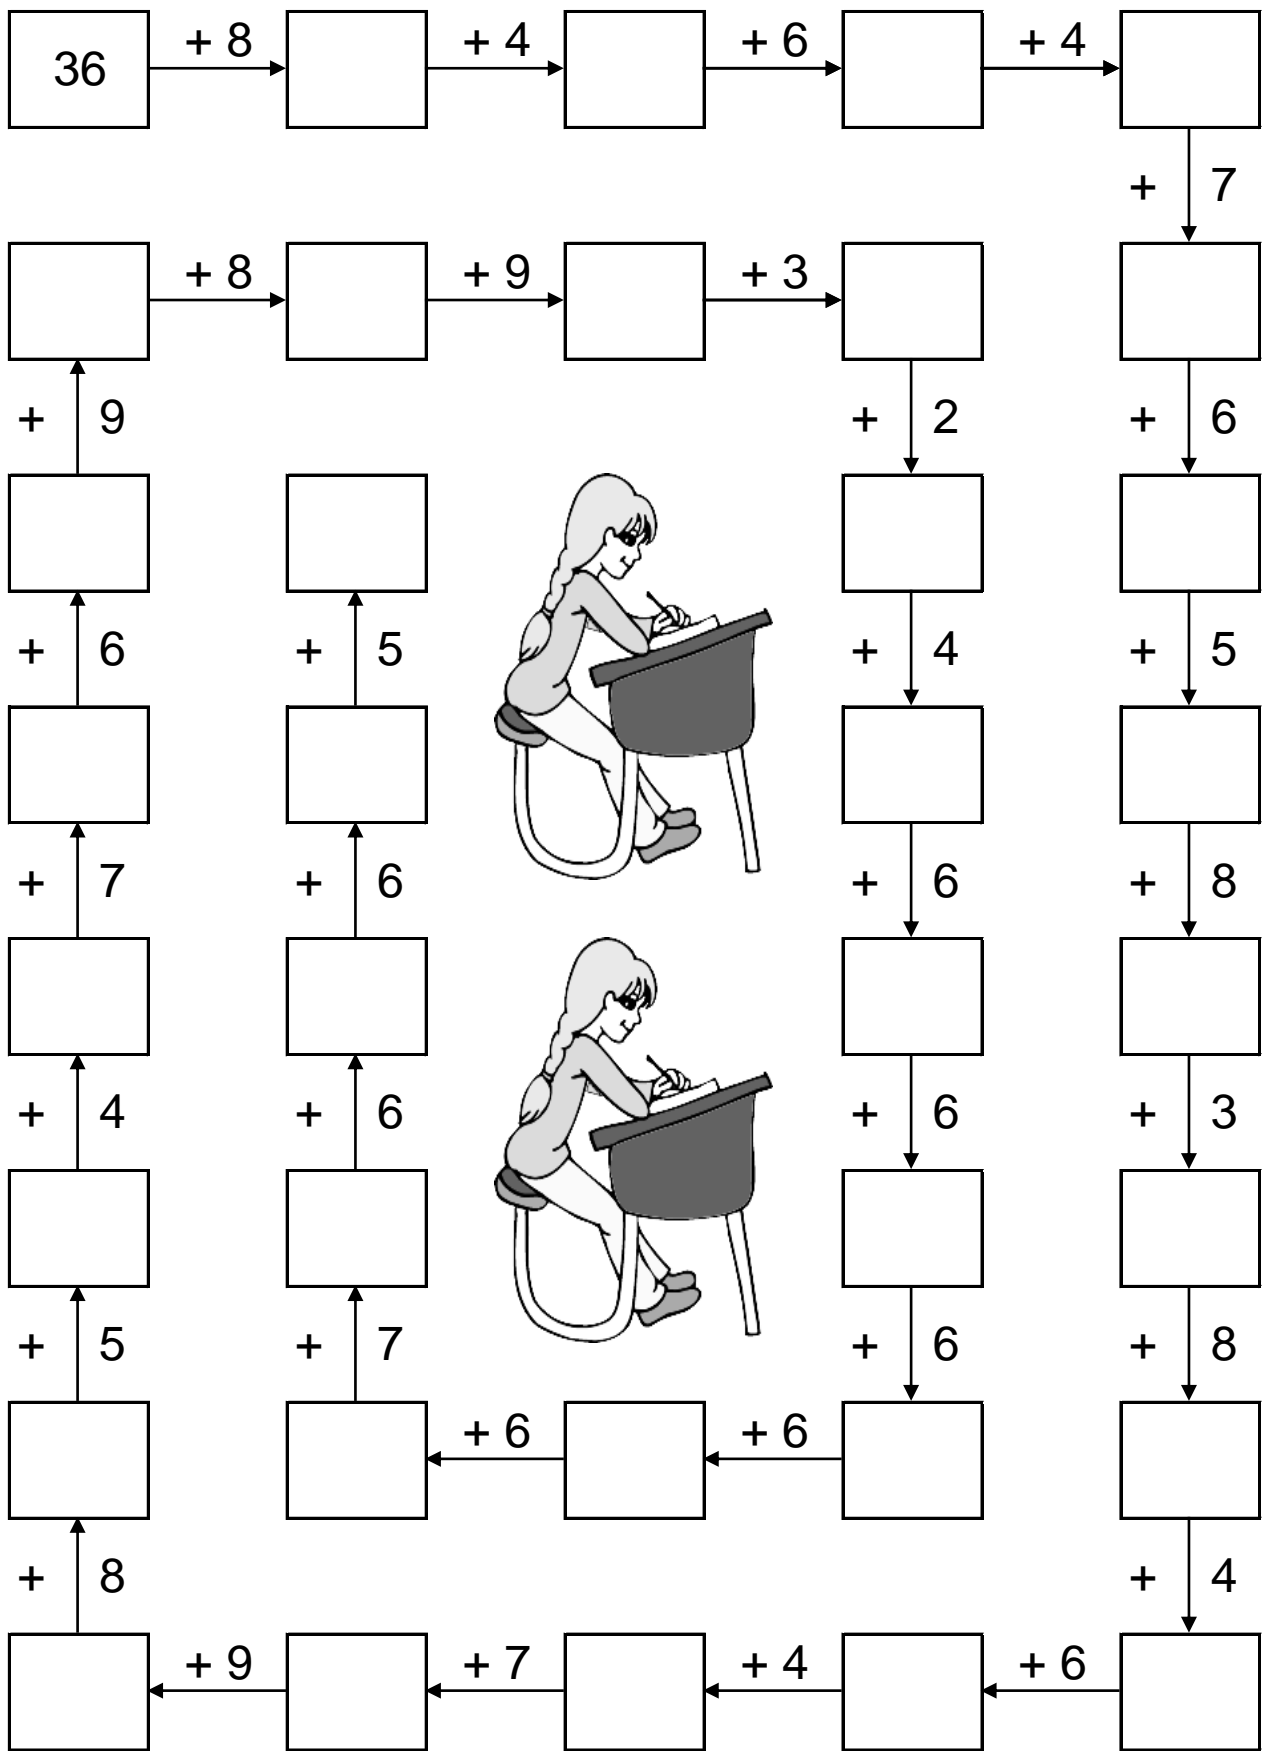 36 + 8 + 4 + 6 + 4
+ 7
+ 8 + 9 + 3
+ 9 + 2 + 6
+ 6 + 5 + 4 + 5
+ 7 + 6 + 6 + 8
+ 4 + 6 + 6 + 3
+ 5 + 7 + 6 + 8
+ 6 + 6
+ 8 + 4
+ 9 + 7 + 4 + 6